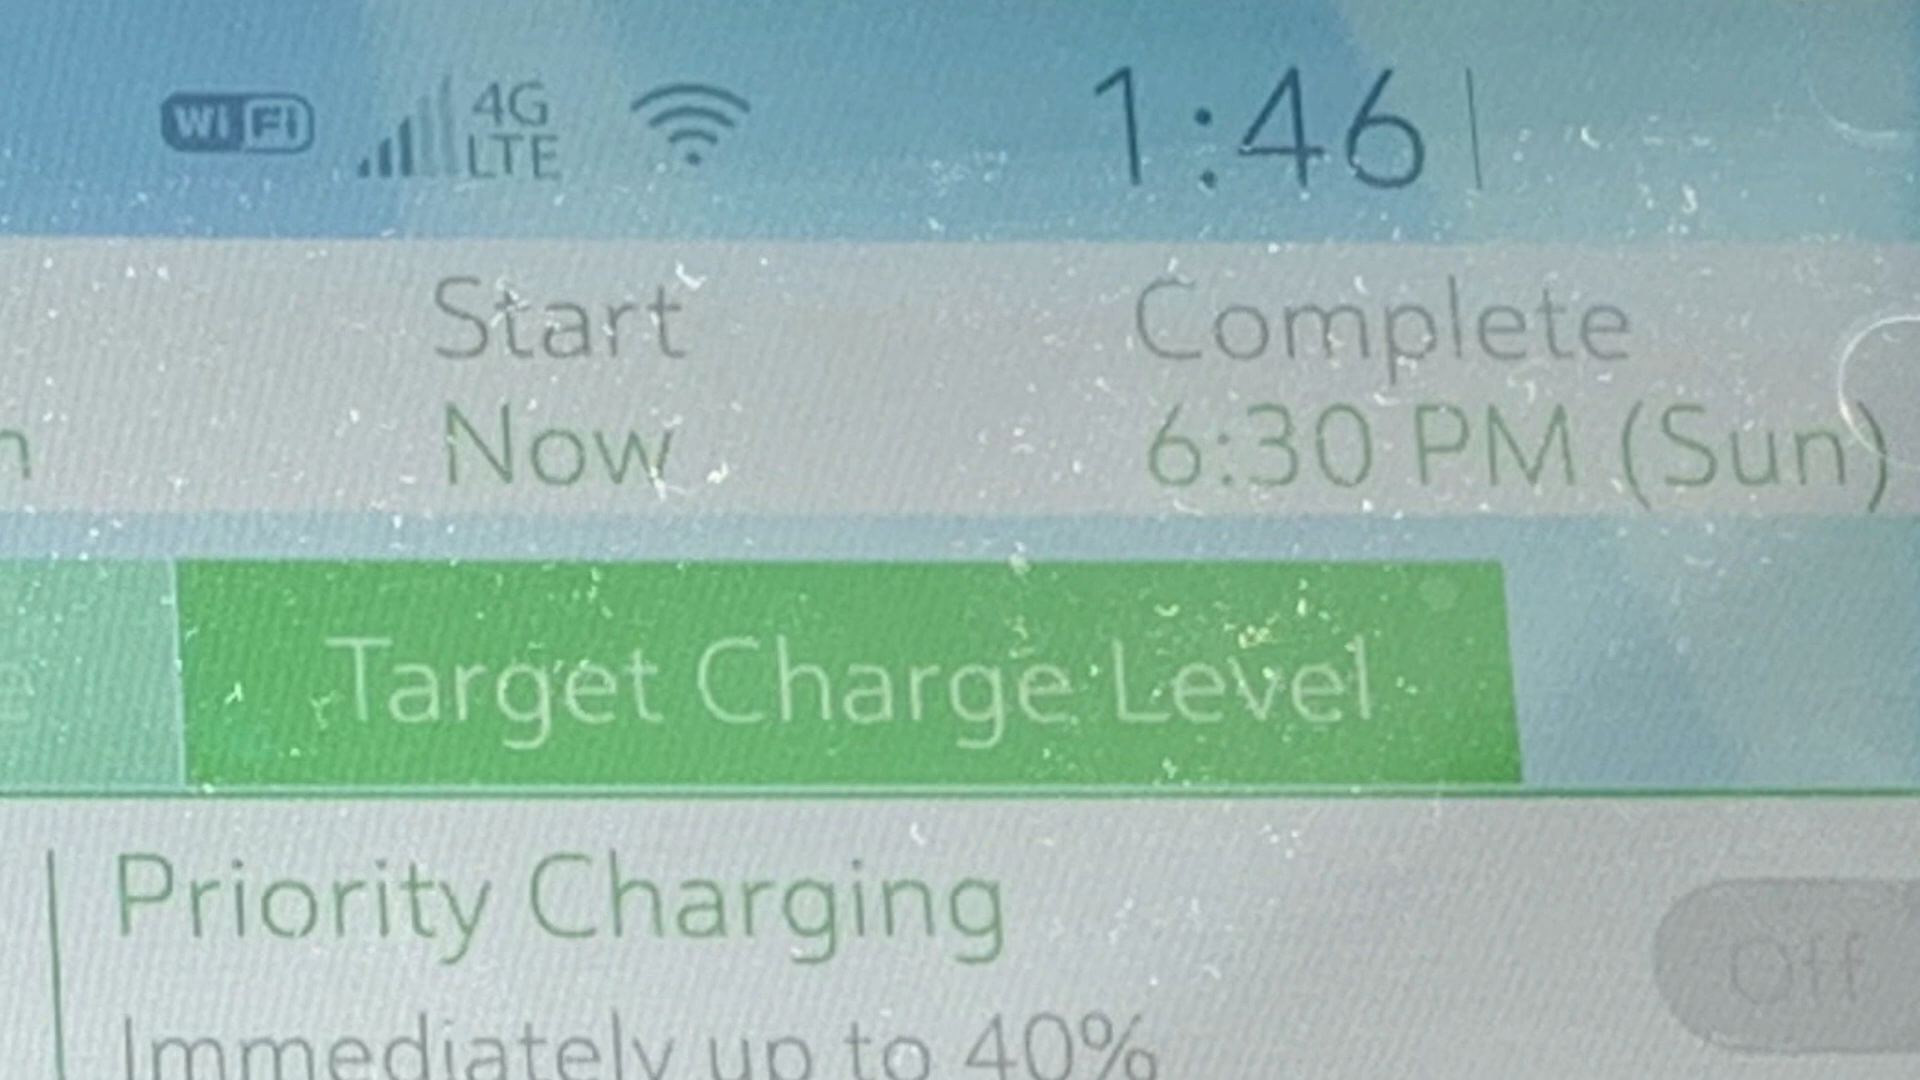 WiFi 4G LTE 1:46
Start Complete
n Now 6:30 PM (Sun)
e Target Charge Level
Priority Charging
Off
Immediately up to 40%